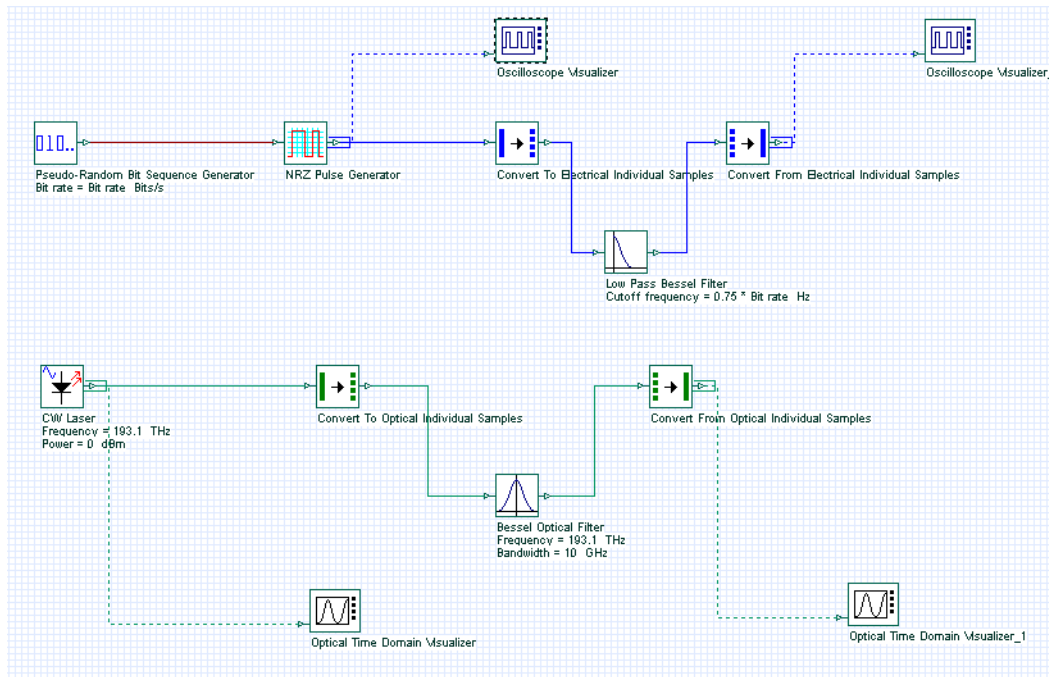 Oscilloscope Visualizer
Oscilloscope Visualizer_
Pseudo-Random Bit Sequence Generator
Bit rate = Bit rate Bits/s
NRZ Pulse Generator
Convert To Electrical Individual Samples
Convert From Electrical Individual Samples
Low Pass Bessel Filter
Cutoff frequency = 0.75 * Bit rate Hz
CW Laser
Frequency = 193.1 THz
Power = 0 dBm
Convert To Optical Individual Samples
Convert From Optical Individual Samples
Bessel Optical Filter
Frequency = 193.1 THz
Bandwidth = 10 GHz
Optical Time Domain Visualizer
Optical Time Domain Visualizer_1